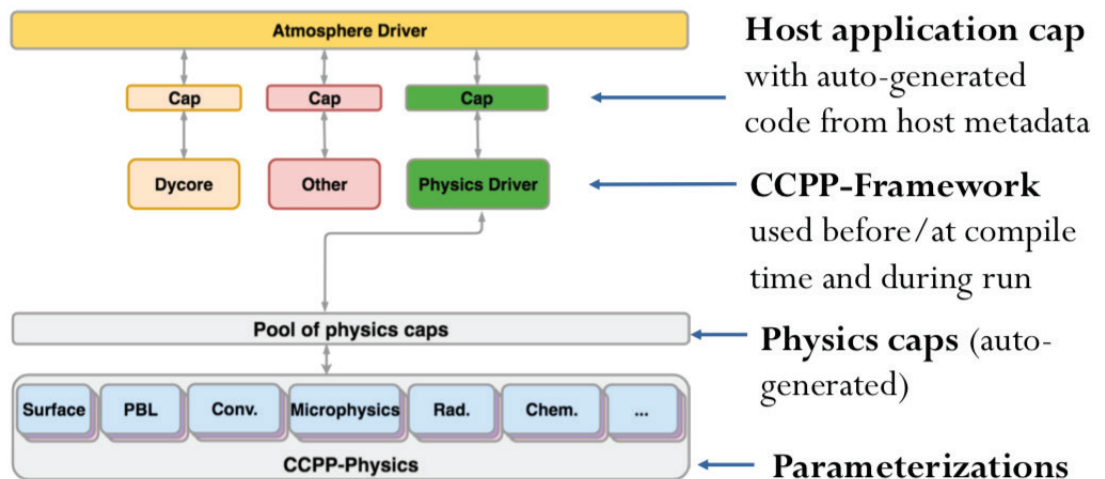 Atmosphere Driver
Cap
Cap
Cap
Dycore
Other
Physics Driver
Pool of physics caps
Surface
PBL
Conv.
Microphysics
Rad.
Chem.
...
CCPP-Physics
Host application cap
with auto-generated
code from host metadata
CCPP-Framework
used before/at compile
time and during run
Physics caps (auto-
generated)
Parameterizations